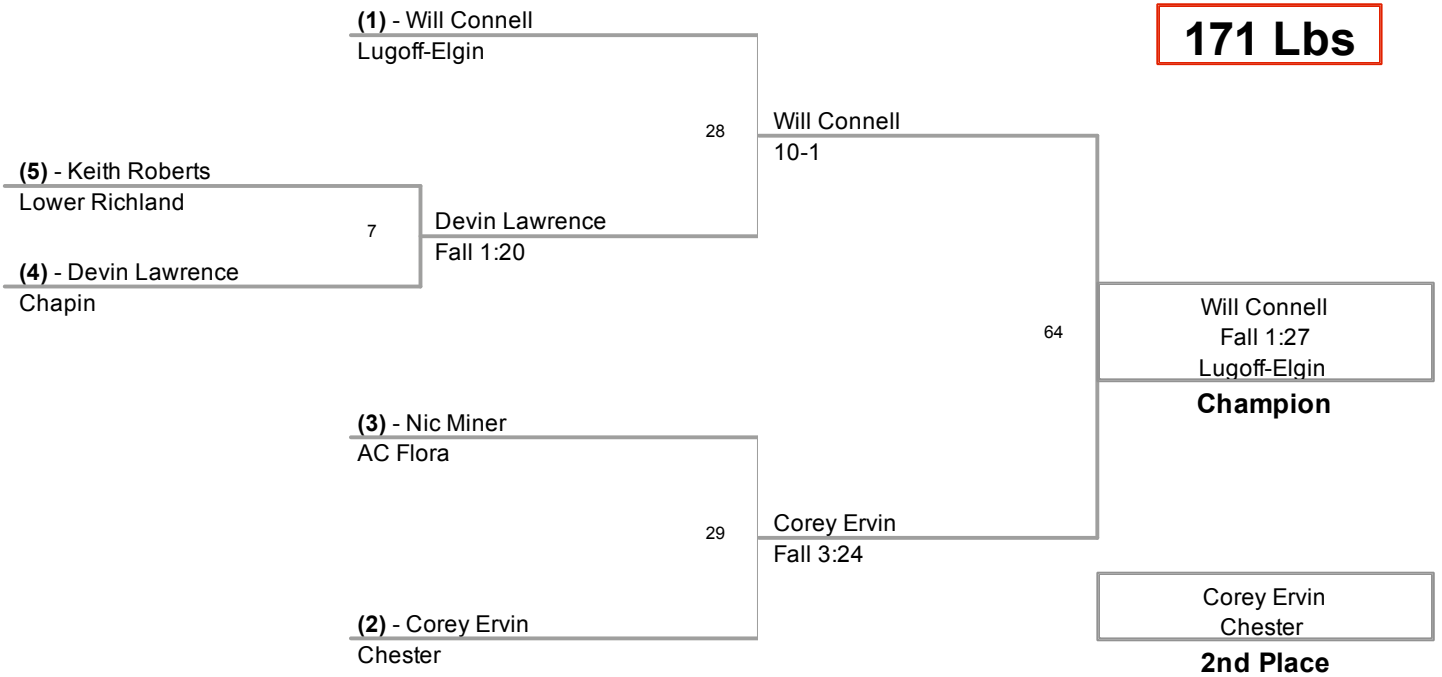 (1) - Will Connell
Lugoff-Elgin
171 Lbs
28
Will Connell
10-1
(5) - Keith Roberts
Lower Richland
7
Devin Lawrence
Fall 1:20
(4) - Devin Lawrence
Chapin
64
Will Connell
Fall 1:27
Lugoff-Elgin
Champion
(3) - Nic Miner
AC Flora
29
Corey Ervin
Fall 3:24
(2) - Corey Ervin
Chester
Corey Ervin
Chester
2nd Place